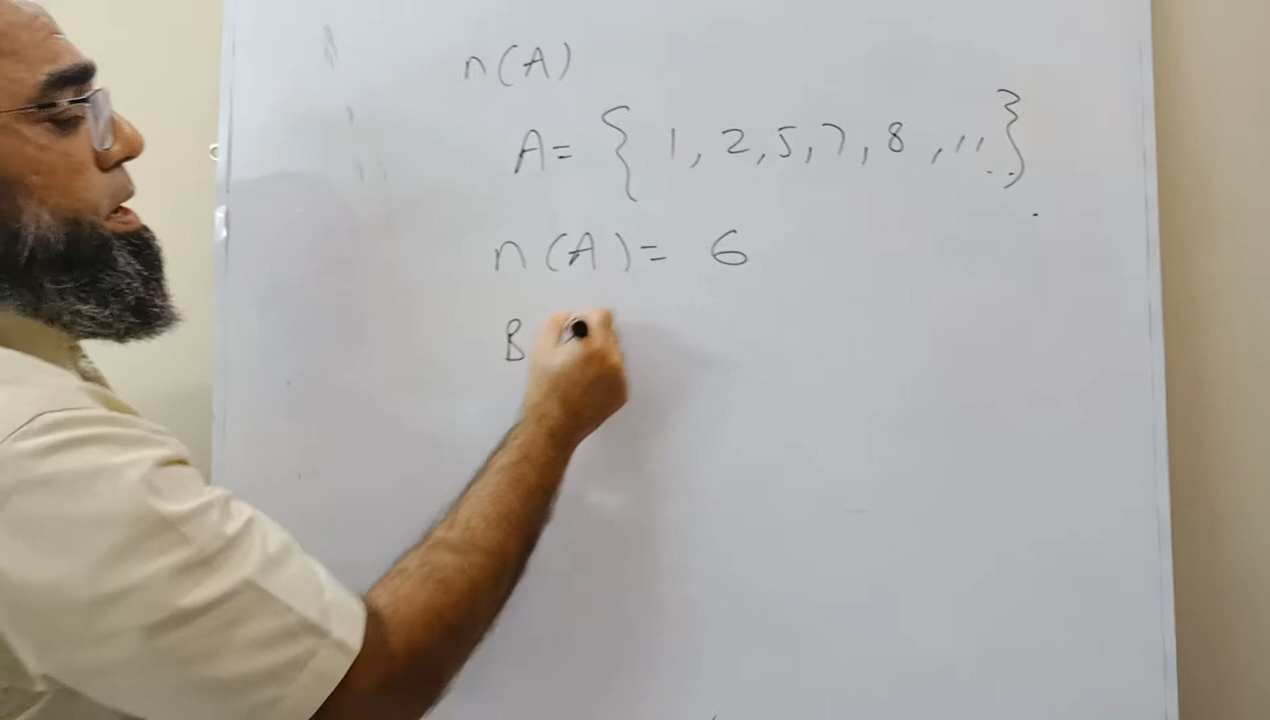 n(A)
A= { 1, 2, 5, 7, 8, 11 }
n(A)= 6
B